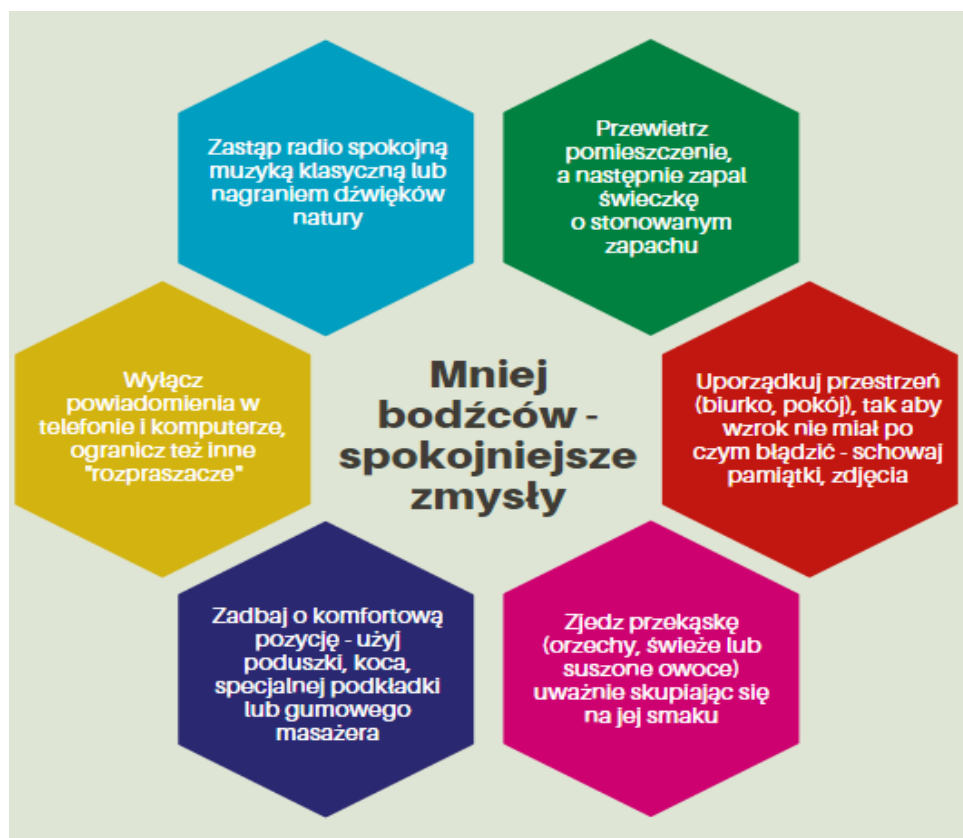 Zastąp radio spokojną
muzyką klasyczną lub
nagraniem dźwięków
natury
Przewietrz
pomieszczenie,
a następnie zapal
świeczkę
o stonowanym
zapachu
Wyłącz
powiadomienia w
telefonie i komputerze,
ogranicz też inne
"rozpraszacze"
Mniej
bodźców -
spokojniejsze
zmysły
Uporządkuj przestrzeń
(biurko, pokój), tak aby
wzrok nie miał po
czym błądzić - schowaj
pamiątki, zdjęcia
Zadbaj o komfortową
pozycję - użyj
poduszki, koca,
specjalnej podkładki
lub gumowego
masażera
Zjedz przekąskę
(orzechy, świeże lub
suszone owoce)
uważnie skupiając się
na jej smaku